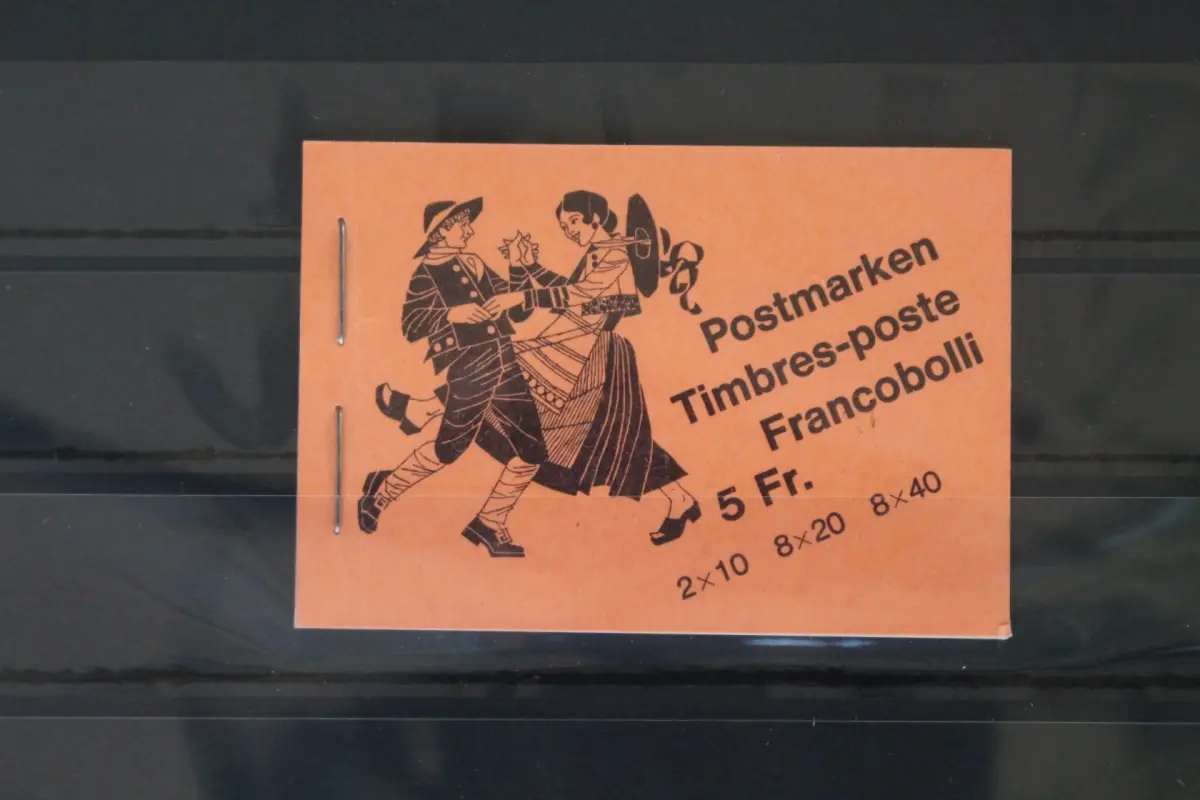 Postmarken
Timbres-poste
Francobolli
5 Fr.
2×10 8×20 8×40